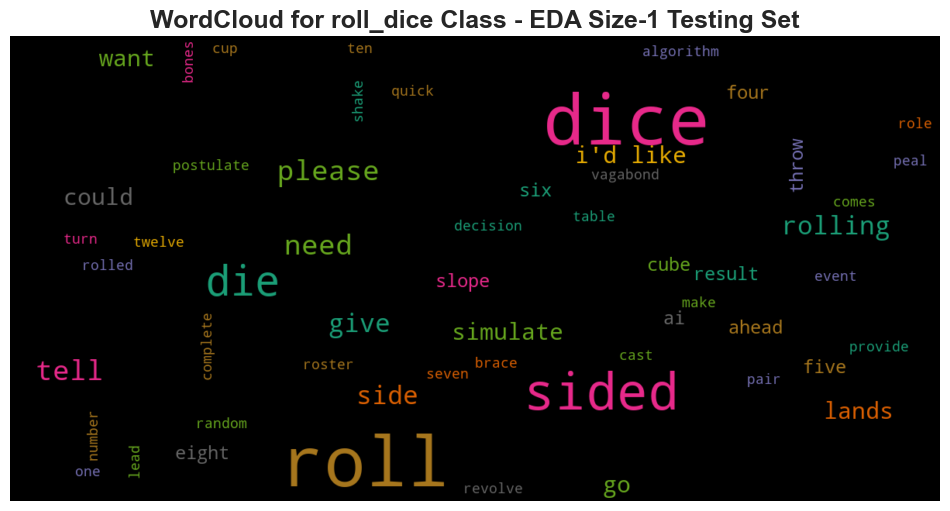 WordCloud for roll_dice Class - EDA Size-1 Testing Set
want
bones
cup
ten
algorithm
shake
quick
four
dice
role
i'd like
throw
peal
postulate
please
vagabond
could
six
comes
table
decision
rolling
turn
twelve
need
rolled
die
slope
cube
result
event
make
give
simulate
ai
ahead
complete
provide
cast
tell
roster
seven
brace
five
pair
side
sided
lands
number
random
lead
eight
roll
one
revolve
go